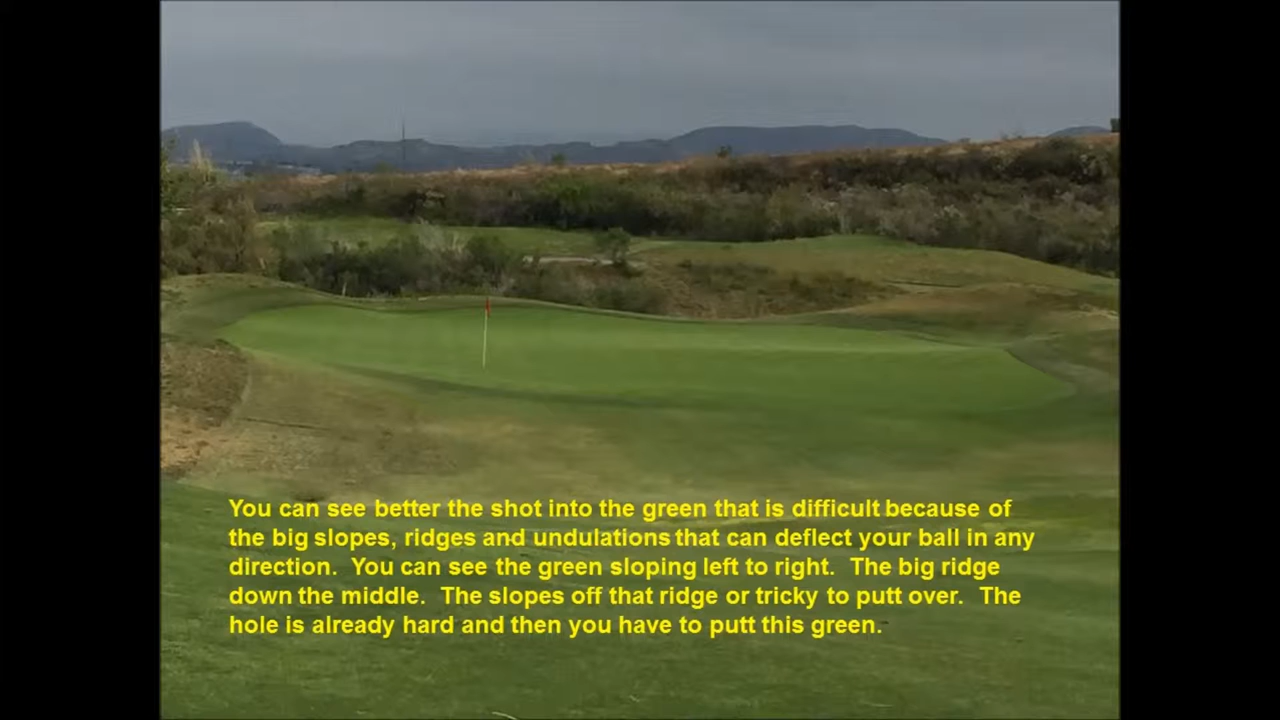 You can see better the shot into the green that is difficult because of
the big slopes, ridges and undulations that can deflect your ball in any
direction.  You can see the green sloping left to right.  The big ridge
down the middle.  The slopes off that ridge or tricky to putt over.  The
hole is already hard and then you have to putt this green.